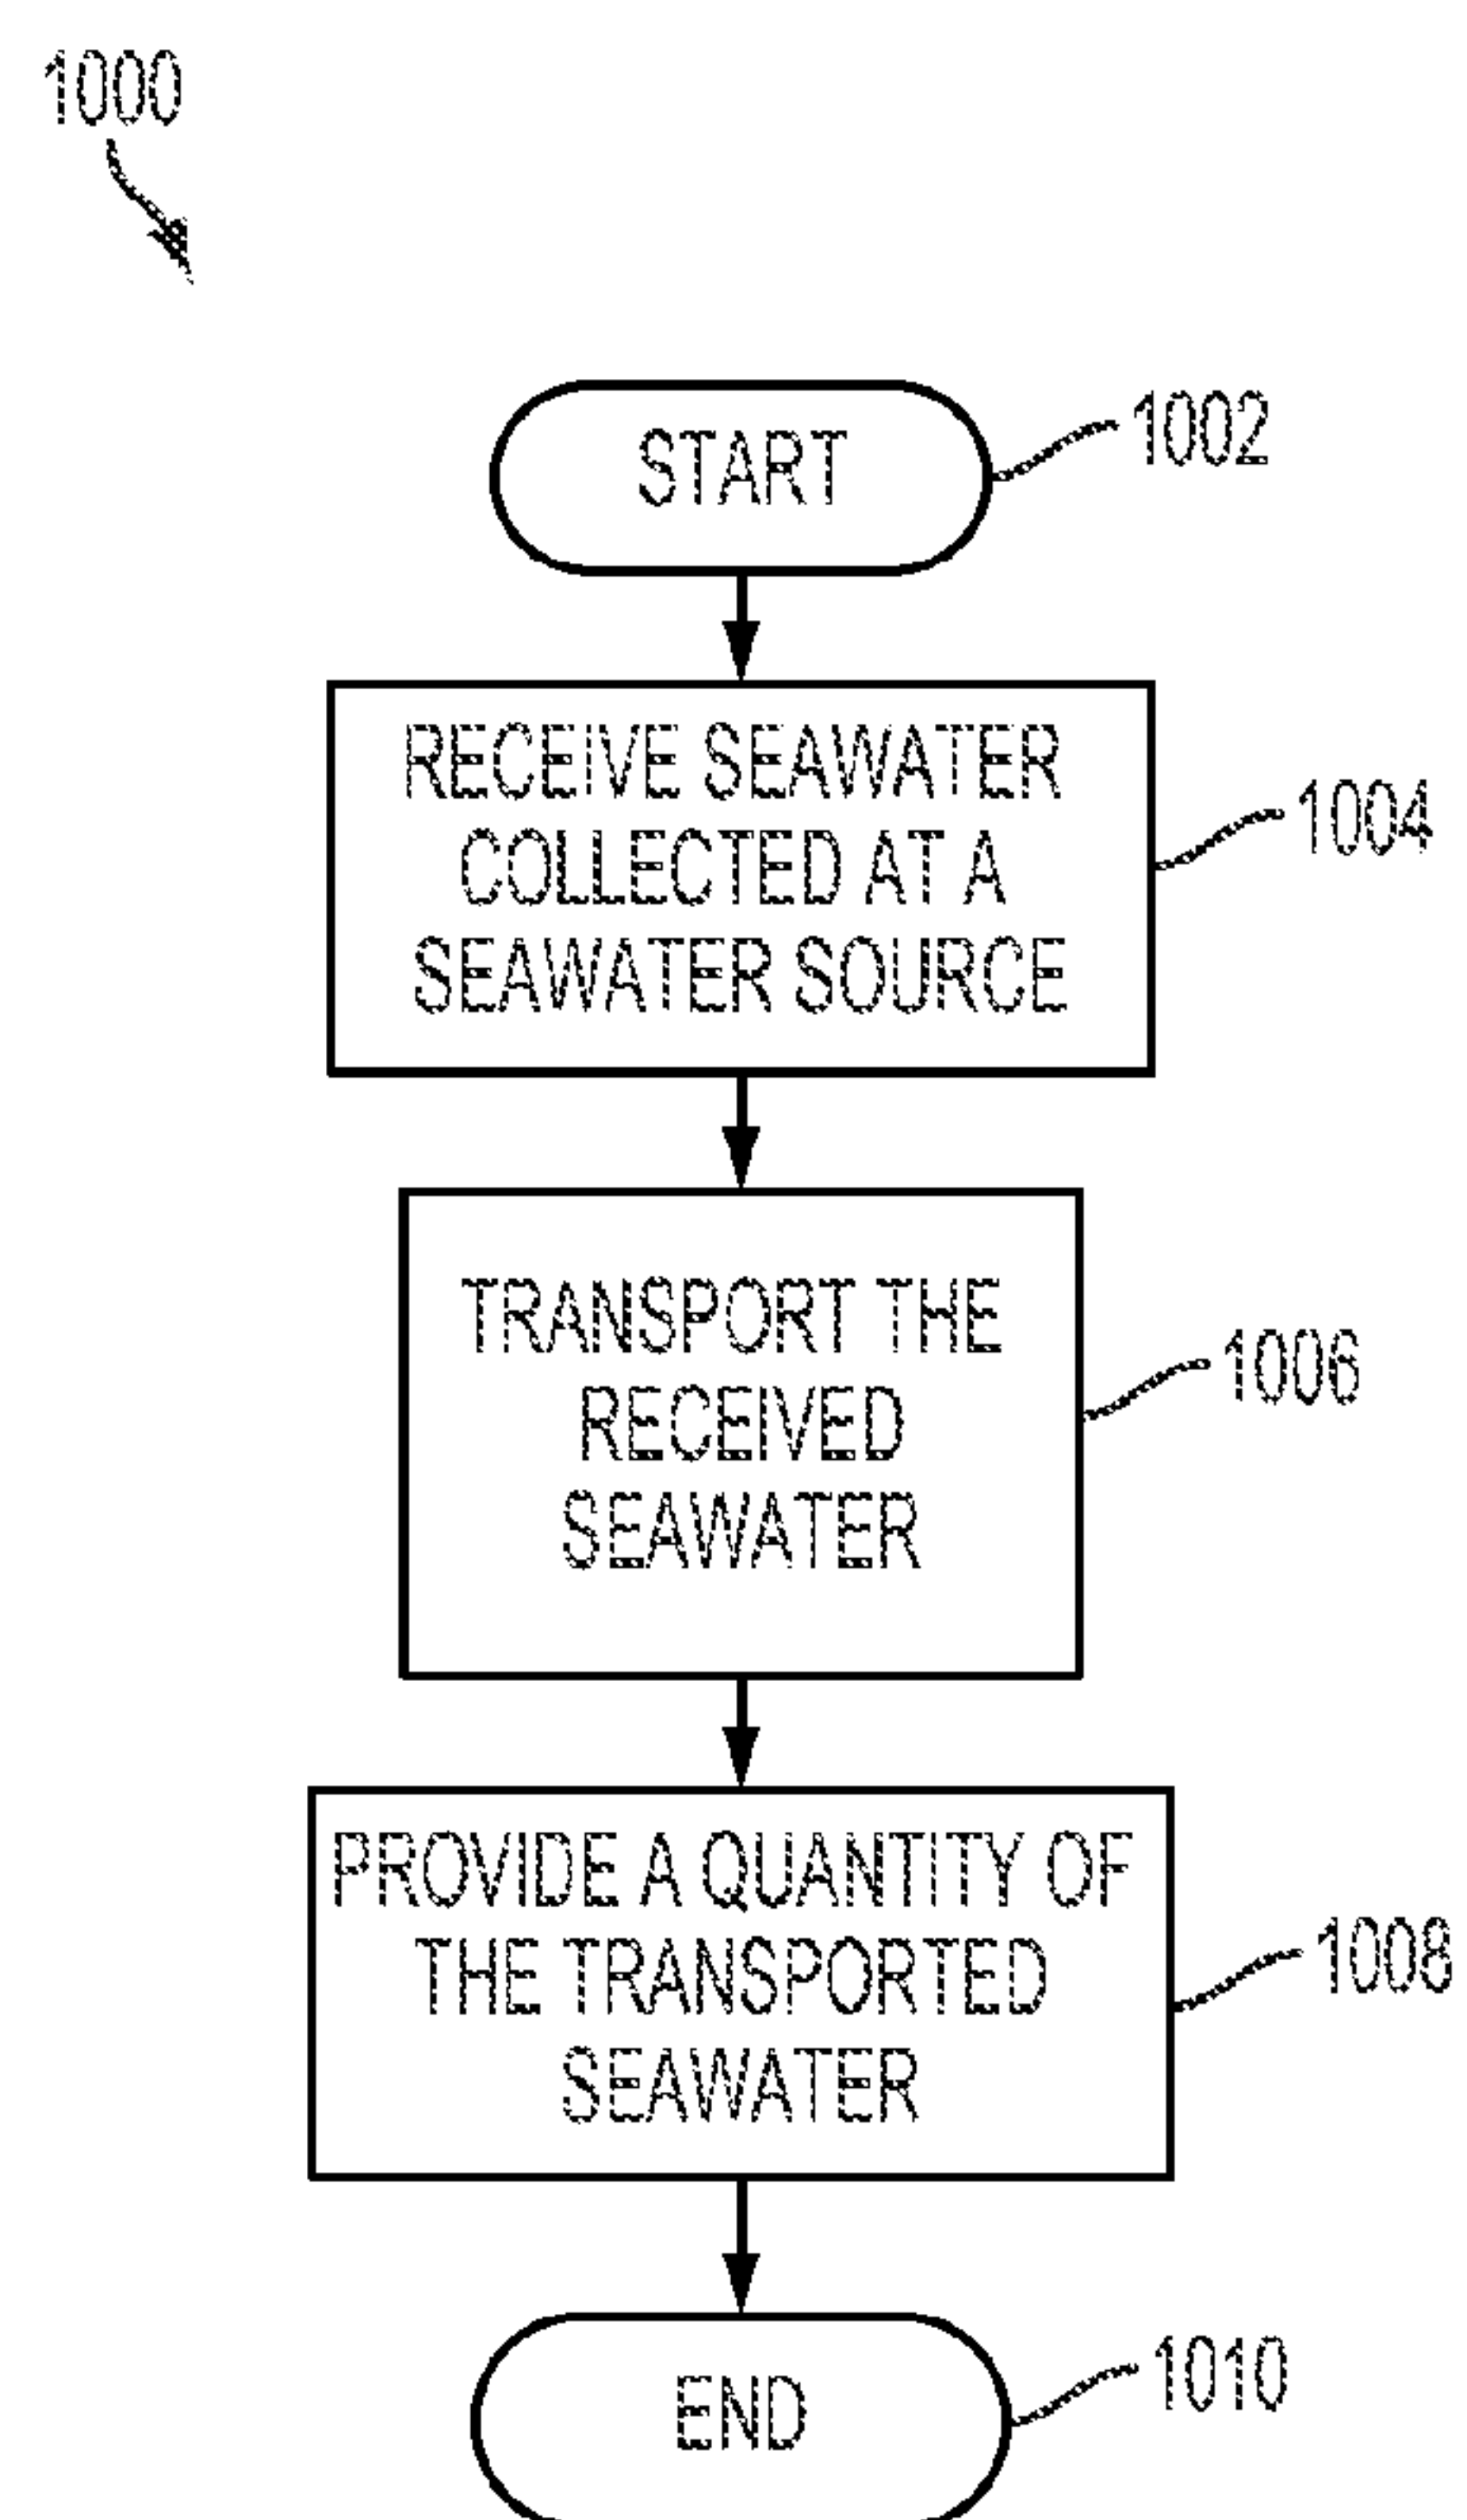 1000
START
1002
RECEIVE SEAWATER
COLLECTED AT A
SEAWATER SOURCE
1004
TRANSPORT THE
RECEIVED
SEAWATER
1006
PROVIDE A QUANTITY OF
THE TRANSPORTED
SEAWATER
1008
END
1010